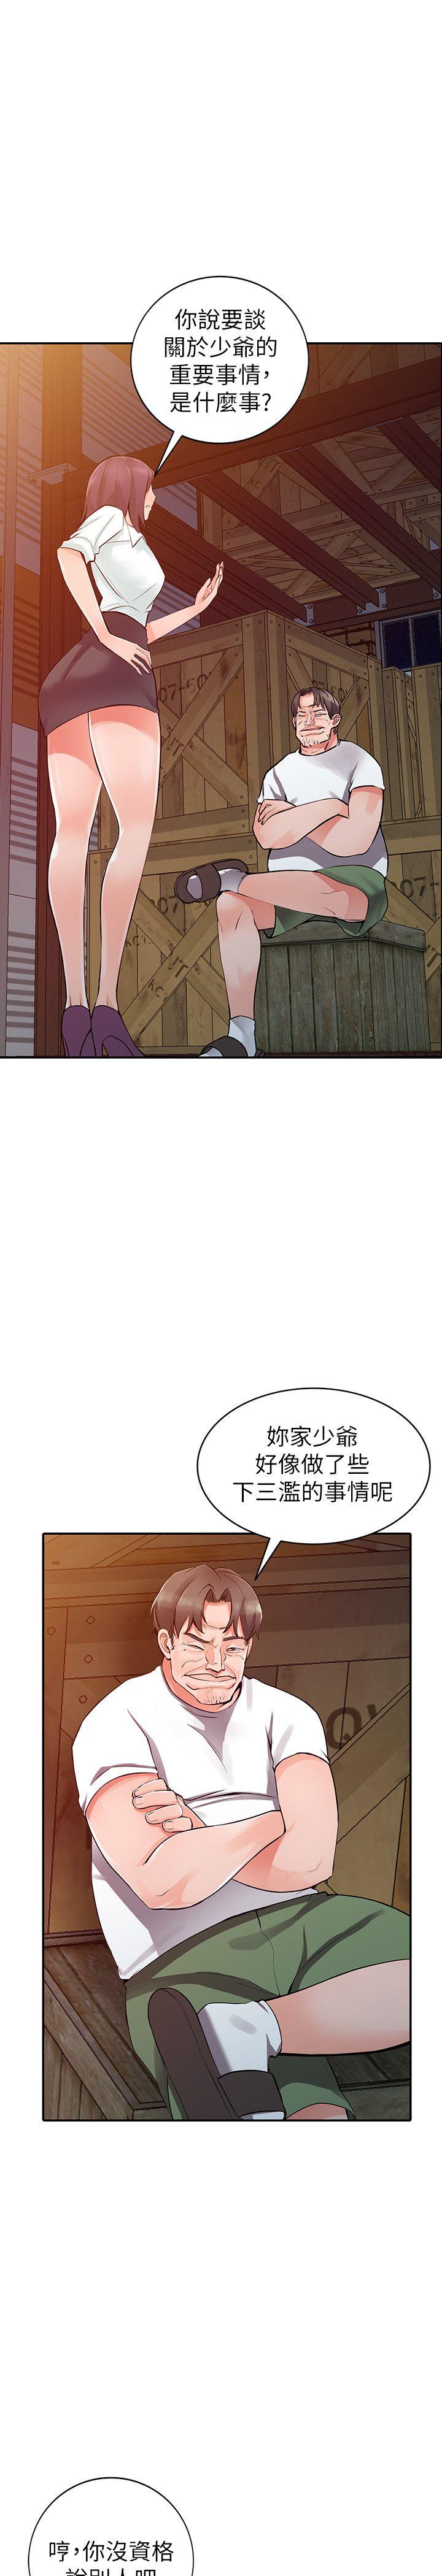 你說要談
關於少爺的
重要事情，
是什麼事?
妳家少爺
好像做了些
下三濫的事情呢
哼，你沒資格